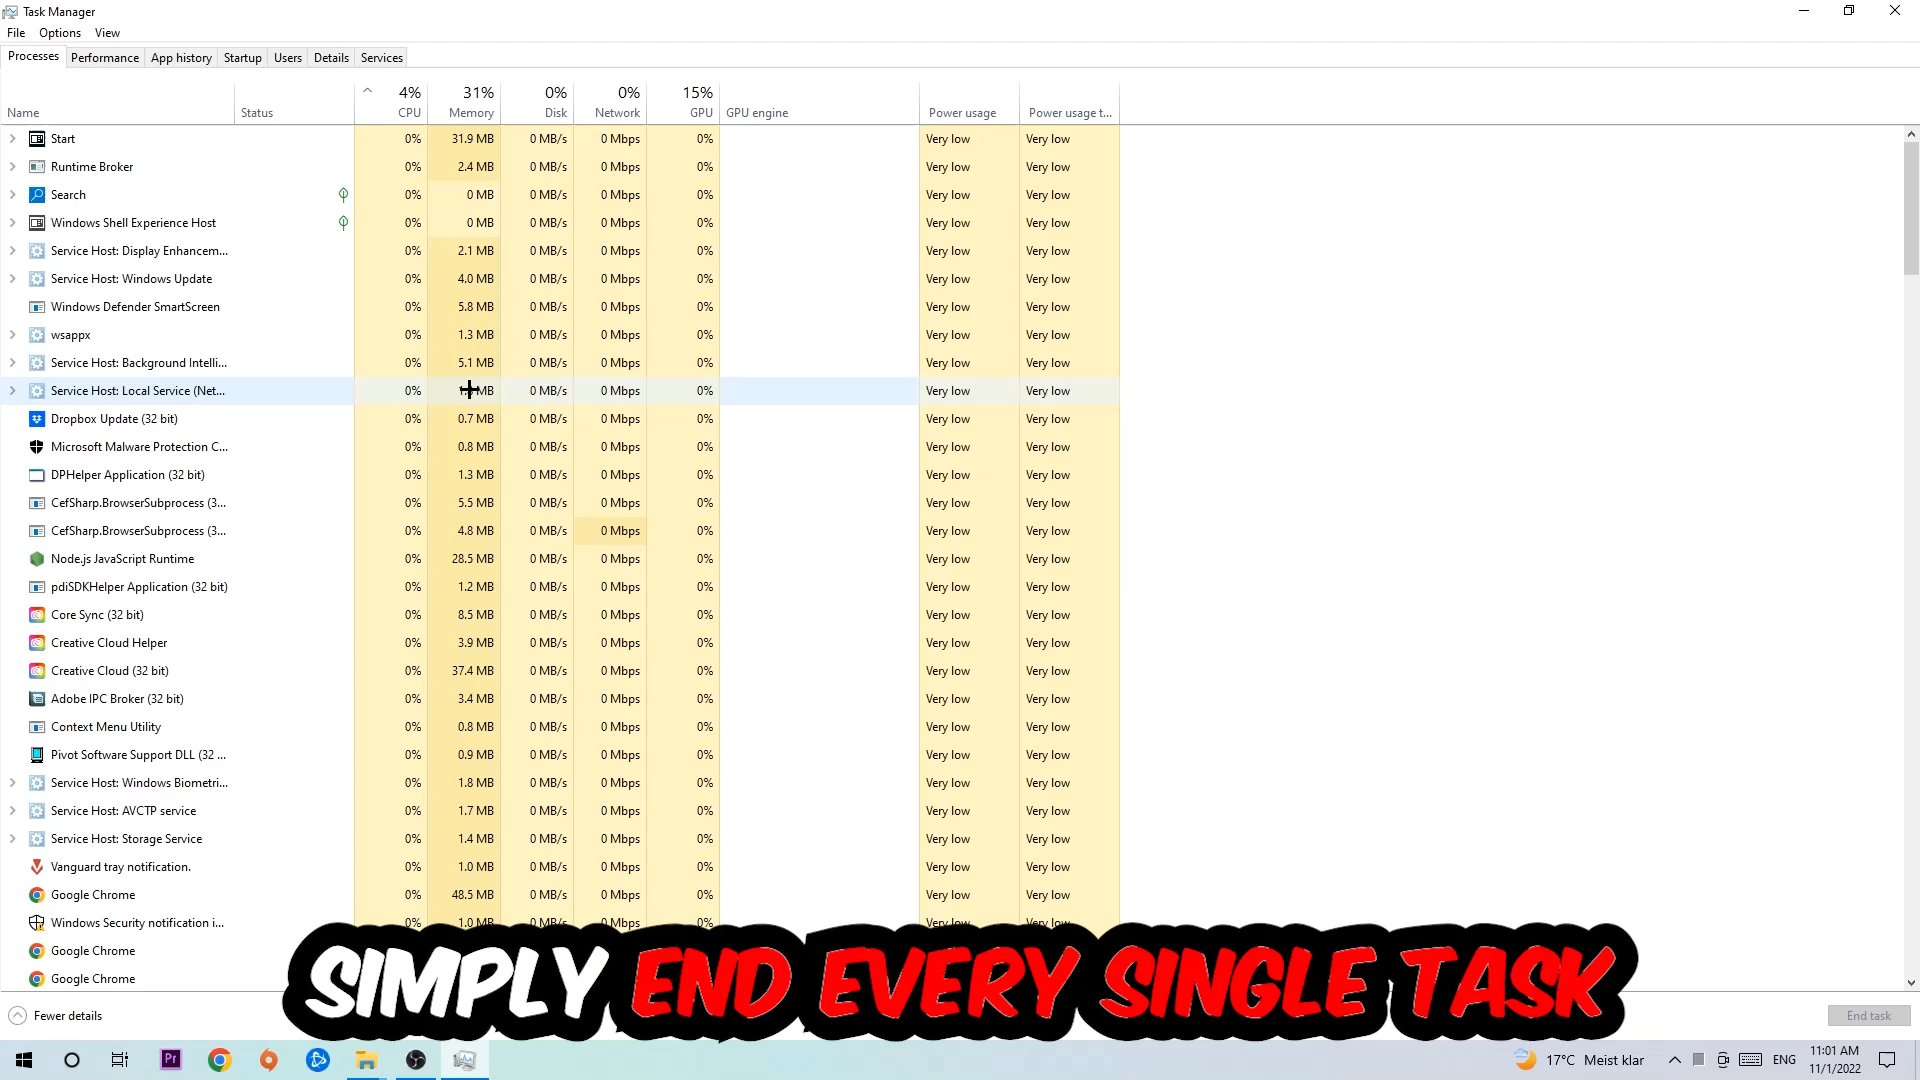 Task Manager
File Options View
Processes Performance App history Startup Users Details Services
4% 31% 0% 0% 15%
Name Status CPU Memory Disk Network GPU GPU engine Power usage Power usage t...
Start 0% 31.9 MB 0 MB/s 0 Mbps 0% Very low Very low
Runtime Broker 0% 2.4 MB 0 MB/s 0 Mbps 0% Very low Very low
Search 0% 0 MB 0 MB/s 0 Mbps 0% Very low Very low
Windows Shell Experience Host 0% 0 MB 0 MB/s 0 Mbps 0% Very low Very low
Service Host: Display Enhancem... 0% 2.1 MB 0 MB/s 0 Mbps 0% Very low Very low
Service Host: Windows Update 0% 4.0 MB 0 MB/s 0 Mbps 0% Very low Very low
Windows Defender SmartScreen 0% 5.8 MB 0 MB/s 0 Mbps 0% Very low Very low
wsappx 0% 1.3 MB 0 MB/s 0 Mbps 0% Very low Very low
Service Host: Background Intelli... 0% 5.1 MB 0 MB/s 0 Mbps 0% Very low Very low
Service Host: Local Service (Net... 0% MB 0 MB/s 0 Mbps 0% Very low Very low
Dropbox Update (32 bit) 0% 0.7 MB 0 MB/s 0 Mbps 0% Very low Very low
Microsoft Malware Protection C... 0% 0.8 MB 0 MB/s 0 Mbps 0% Very low Very low
DPHelper Application (32 bit) 0% 1.3 MB 0 MB/s 0 Mbps 0% Very low Very low
CefSharp.BrowserSubprocess (3... 0% 5.5 MB 0 MB/s 0 Mbps 0% Very low Very low
CefSharp.BrowserSubprocess (3... 0% 4.8 MB 0 MB/s 0 Mbps 0% Very low Very low
Node.js JavaScript Runtime 0% 28.5 MB 0 MB/s 0 Mbps 0% Very low Very low
pdiSDKHelper Application (32 bit) 0% 1.2 MB 0 MB/s 0 Mbps 0% Very low Very low
Core Sync (32 bit) 0% 8.5 MB 0 MB/s 0 Mbps 0% Very low Very low
Creative Cloud Helper 0% 3.9 MB 0 MB/s 0 Mbps 0% Very low Very low
Creative Cloud (32 bit) 0% 37.4 MB 0 MB/s 0 Mbps 0% Very low Very low
Adobe IPC Broker (32 bit) 0% 3.4 MB 0 MB/s 0 Mbps 0% Very low Very low
Context Menu Utility 0% 0.8 MB 0 MB/s 0 Mbps 0% Very low Very low
Pivot Software Support DLL (32 ... 0% 0.9 MB 0 MB/s 0 Mbps 0% Very low Very low
Service Host: Windows Biometri... 0% 1.8 MB 0 MB/s 0 Mbps 0% Very low Very low
Service Host: AVCTP service 0% 1.7 MB 0 MB/s 0 Mbps 0% Very low Very low
Service Host: Storage Service 0% 1.4 MB 0 MB/s 0 Mbps 0% Very low Very low
Vanguard tray notification. 0% 1.0 MB 0 MB/s 0 Mbps 0% Very low Very low
Google Chrome 0% 48.5 MB 0 MB/s 0 Mbps 0% Very low Very low
Windows Security notification i... 0% 1.0 MB 0 MB/s 0 Mbps 0% Very low Very low
Google Chrome
Google Chrome
SIMPLY END EVERY SINGLE TASK
Fewer details End task
Pr 17°C Meist klar ENG 11:01 AM
11/1/2022